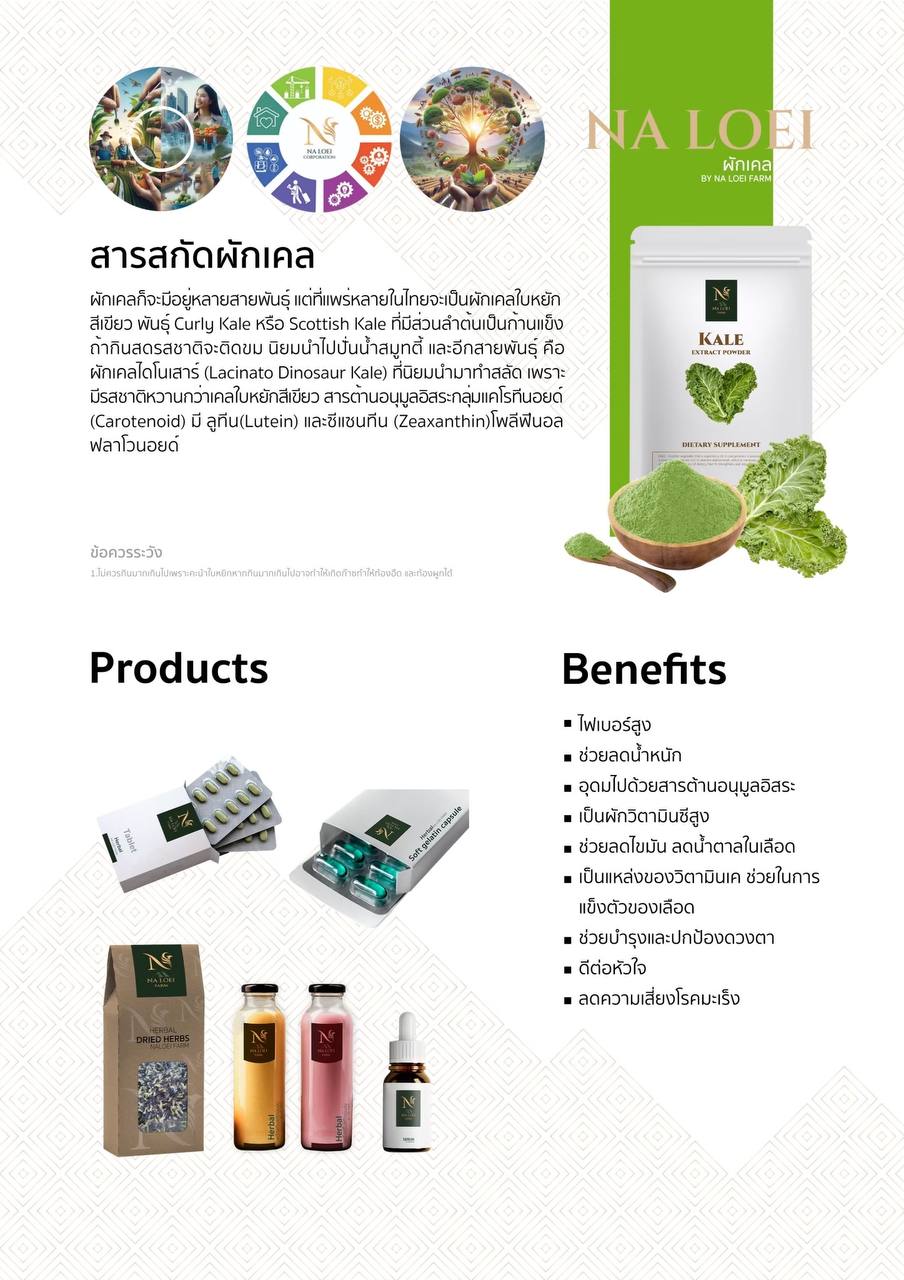 NA LOEI
CORPORATION
NA LOEI
ผักเคล
BY NA LOEI FARM
สารสกัดผักเคล
ผักเคลก็จะมีอยู่หลายสายพันธุ์ แต่ที่แพร่หลายในไทยจะเป็นผักเคลใบหยัก
สีเขียว พันธุ์ Curly Kale หรือ Scottish Kale ที่มีส่วนลำต้นเป็นก้านแข็ง
ถ้ากินสดรสชาติจะติดขม นิยมนำไปปั่นน้ำสมูทตี้ และอีกสายพันธุ์ คือ
ผักเคลไดโนเสาร์ (Lacinato Dinosaur Kale) ที่นิยมนำมาทำสลัด เพราะ
มีรสชาติหวานกว่าเคลใบหยักสีเขียว สารต้านอนุมูลอิสระกลุ่มแคโรทีนอยด์
(Carotenoid) มี ลูทีน(Lutein) และซีแซนทีน (Zeaxanthin)โพลีฟีนอล
ฟลาโวนอยด์
NA LOEI
KALE
EXTRACT POWDER
DIETARY SUPPLEMENT
ข้อควรระวัง
1.ไม่ควรกินมากเกินไปเพราะคะน้าใบหยิกหากกินมากเกินไปอาจทำให้เกิดก๊าซทำให้ท้องอืด และท้องผูกได้
Products
Tablet
Herbal
Herbal
Soft gelatin capsule
NA LOEI
FARM
HERBAL
DRIED HERBS
NALOEI FARM
NA LOEI
Herbal
NA LOEI
Herbal
NA LOEI
Benefits
▪ ไฟเบอร์สูง
▪ ช่วยลดน้ำหนัก
▪ อุดมไปด้วยสารต้านอนุมูลอิสระ
▪ เป็นผักวิตามินซีสูง
▪ ช่วยลดไขมัน ลดน้ำตาลในเลือด
▪ เป็นแหล่งของวิตามินเค ช่วยในการ
แข็งตัวของเลือด
▪ ช่วยบำรุงและปกป้องดวงตา
▪ ดีต่อหัวใจ
▪ ลดความเสี่ยงโรคมะเร็ง